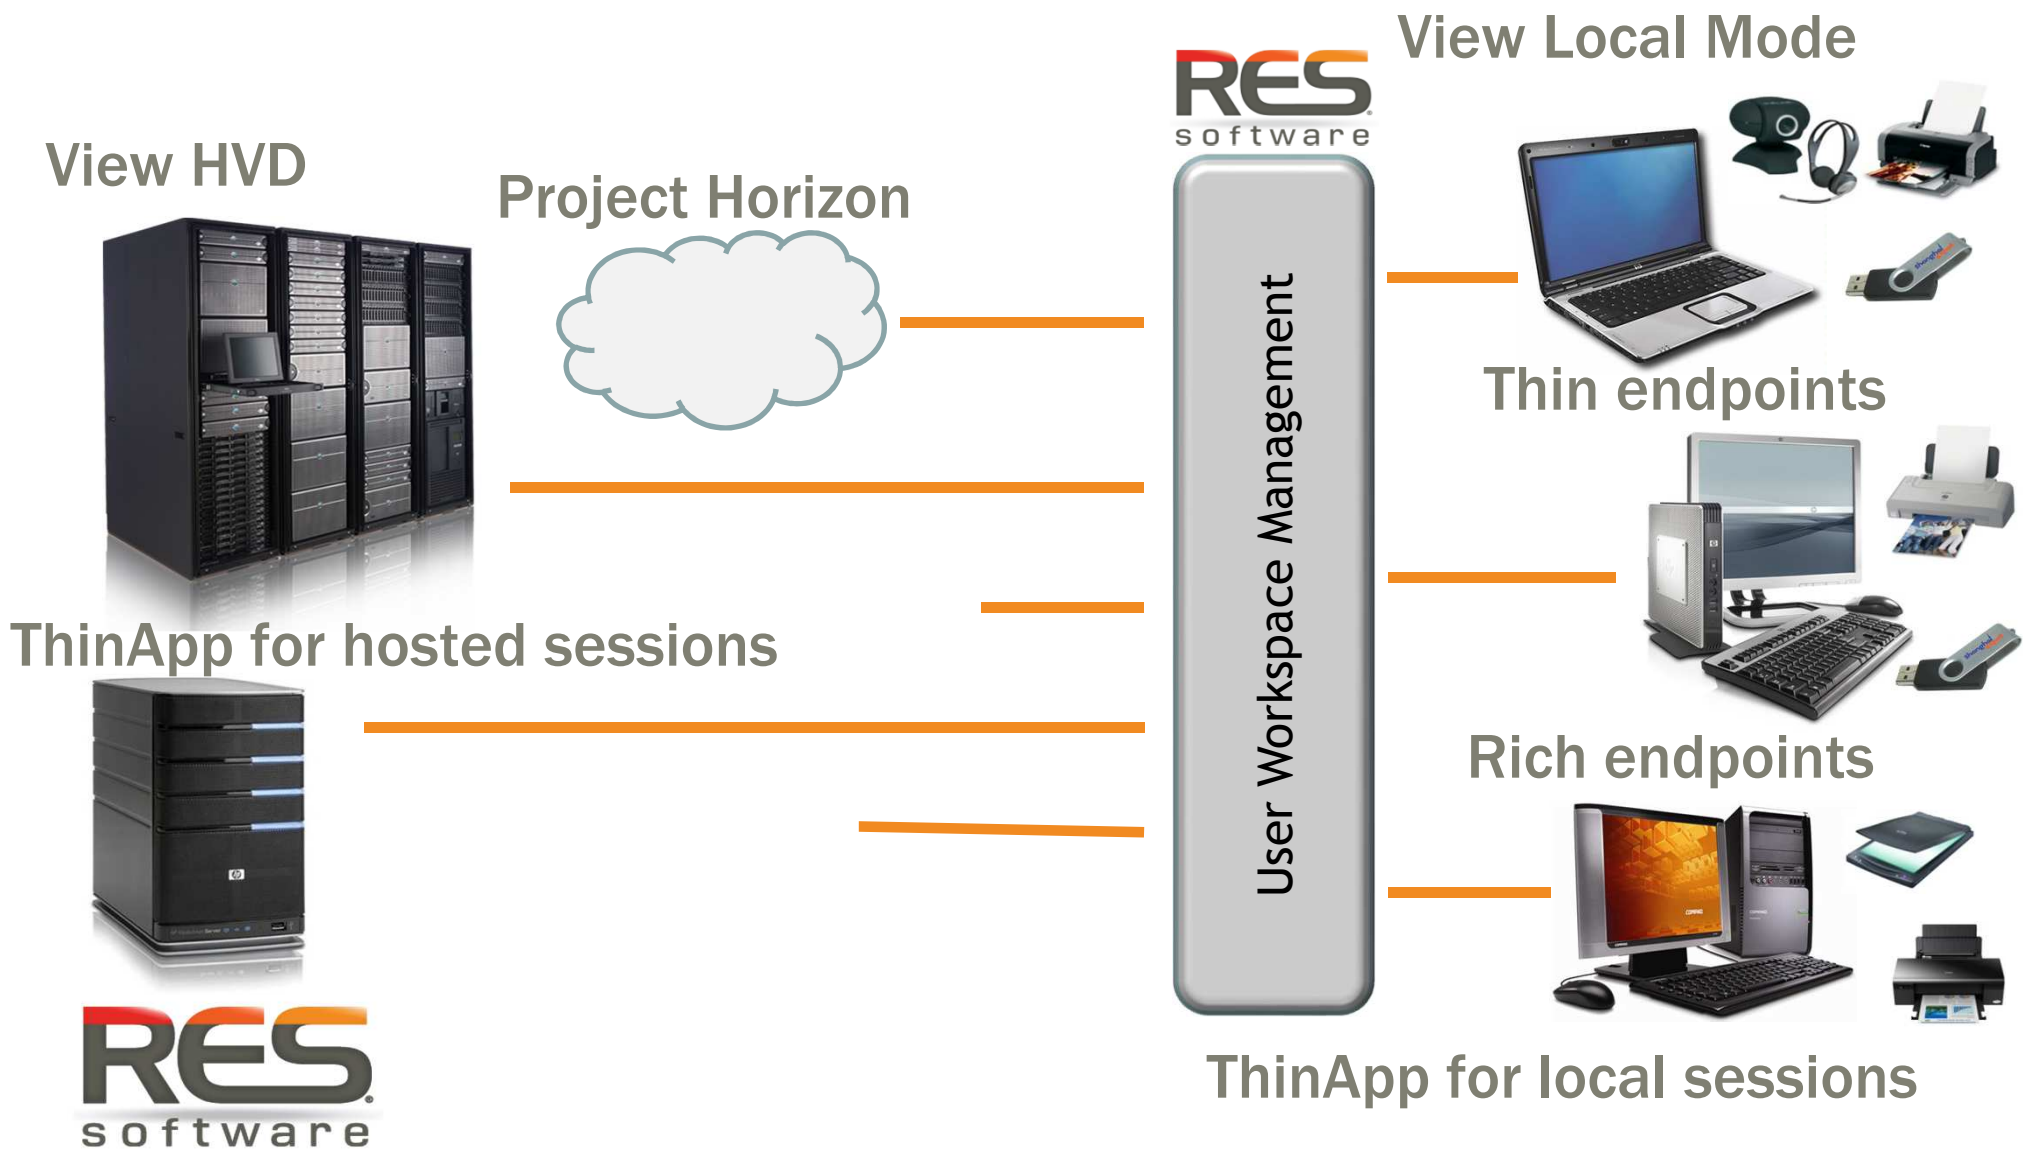 View Local Mode
RES
software
View HVD
Project Horizon
User Workspace Management
Thin endpoints
ThinApp for hosted sessions
Rich endpoints
RES
software
ThinApp for local sessions